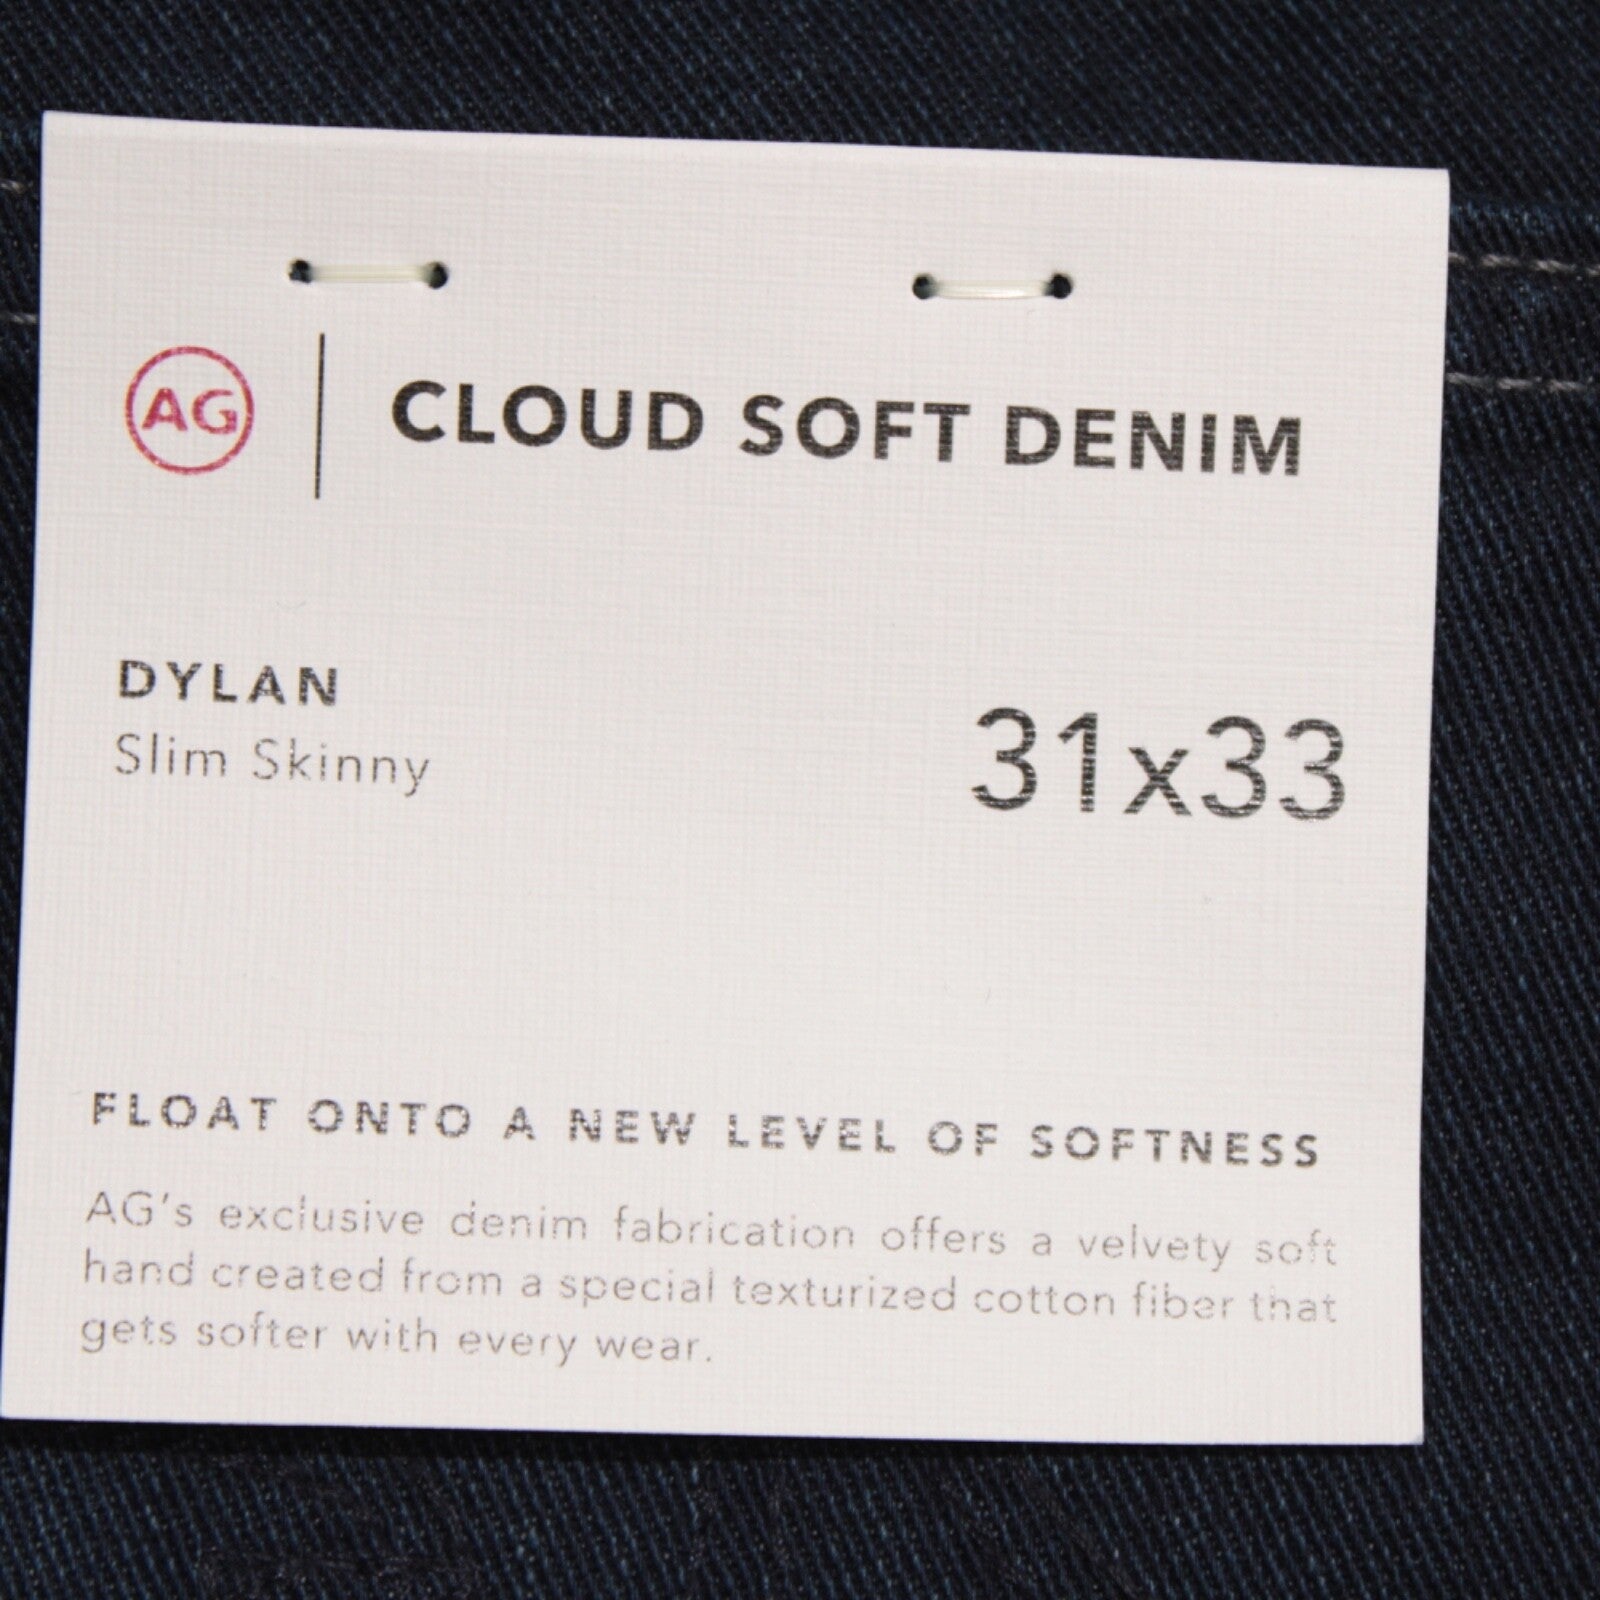 AG
CLOUD SOFT DENIM
DYLAN
Slim Skinny
31x33
FLOAT ONTO A NEW LEVEL OF SOFTNESS
AG's exclusive denim fabrication offers a velvety soft
hand created from a special texturized cotton fiber that
gets softer with every wear.